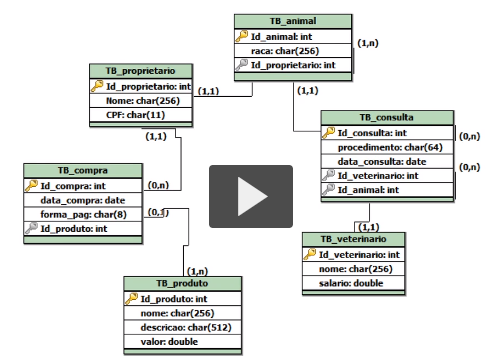 TB_animal
Id_animal: int
raca: char(256)
Id_proprietario: int
(1,n)
TB_proprietario
Id_proprietario: int
Nome: char(256)
CPF: char(11)
(1,1)
(1,1)
(1,1)
TB_consulta
Id_consulta: int
procedimento: char(64)
data_consulta: date
Id_veterinario: int
Id_animal: int
(0,n)
(0,n)
TB_compra
Id_compra: int
data_compra: date
forma_pag: char(8)
Id_produto: int
(0,n)
(0,1)
(1,1)
TB_veterinario
Id_veterinario: int
nome: char(256)
salario: double
(1,n)
TB_produto
Id_produto: int
nome: char(256)
descricao: char(512)
valor: double